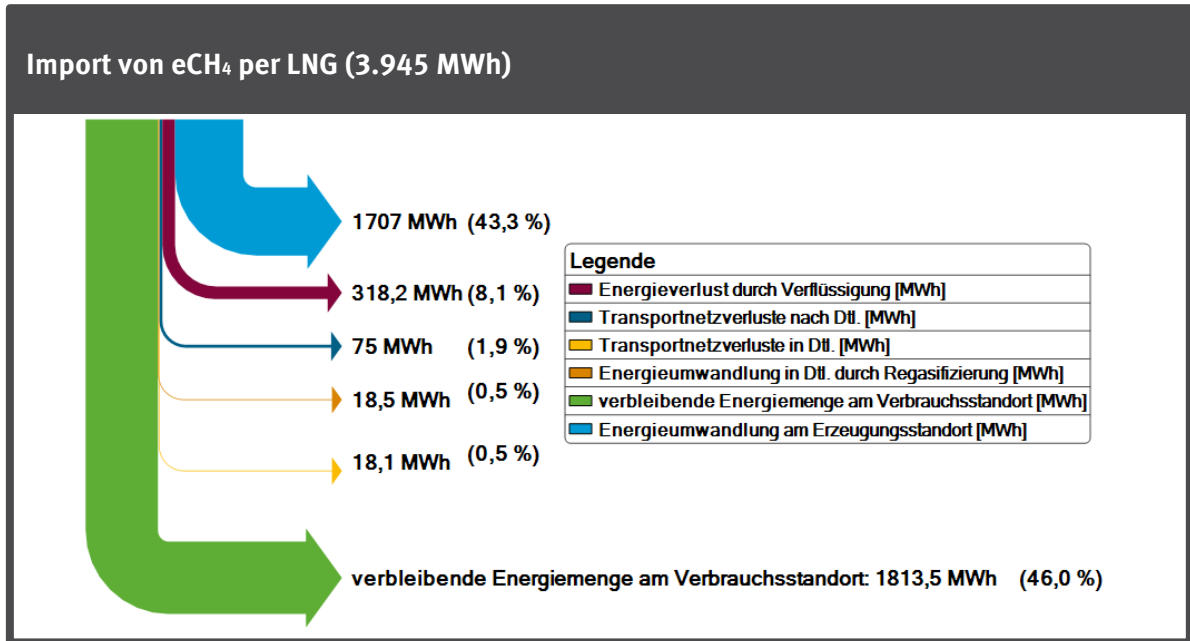 Import von eCH₄ per LNG (3.945 MWh)
1707 MWh (43,3 %)
318,2 MWh (8,1 %)
75 MWh (1,9 %)
18,5 MWh (0,5 %)
18,1 MWh (0,5 %)
Legende
Energieverlust durch Verflüssigung [MWh]
Transportnetzverluste nach Dtl. [MWh]
Transportnetzverluste in Dtl. [MWh]
Energieumwandlung in Dtl. durch Regasifizierung [MWh]
verbleibende Energiemenge am Verbrauchsstandort [MWh]
Energieumwandlung am Erzeugungsstandort [MWh]
verbleibende Energiemenge am Verbrauchsstandort: 1813,5 MWh (46,0 %)